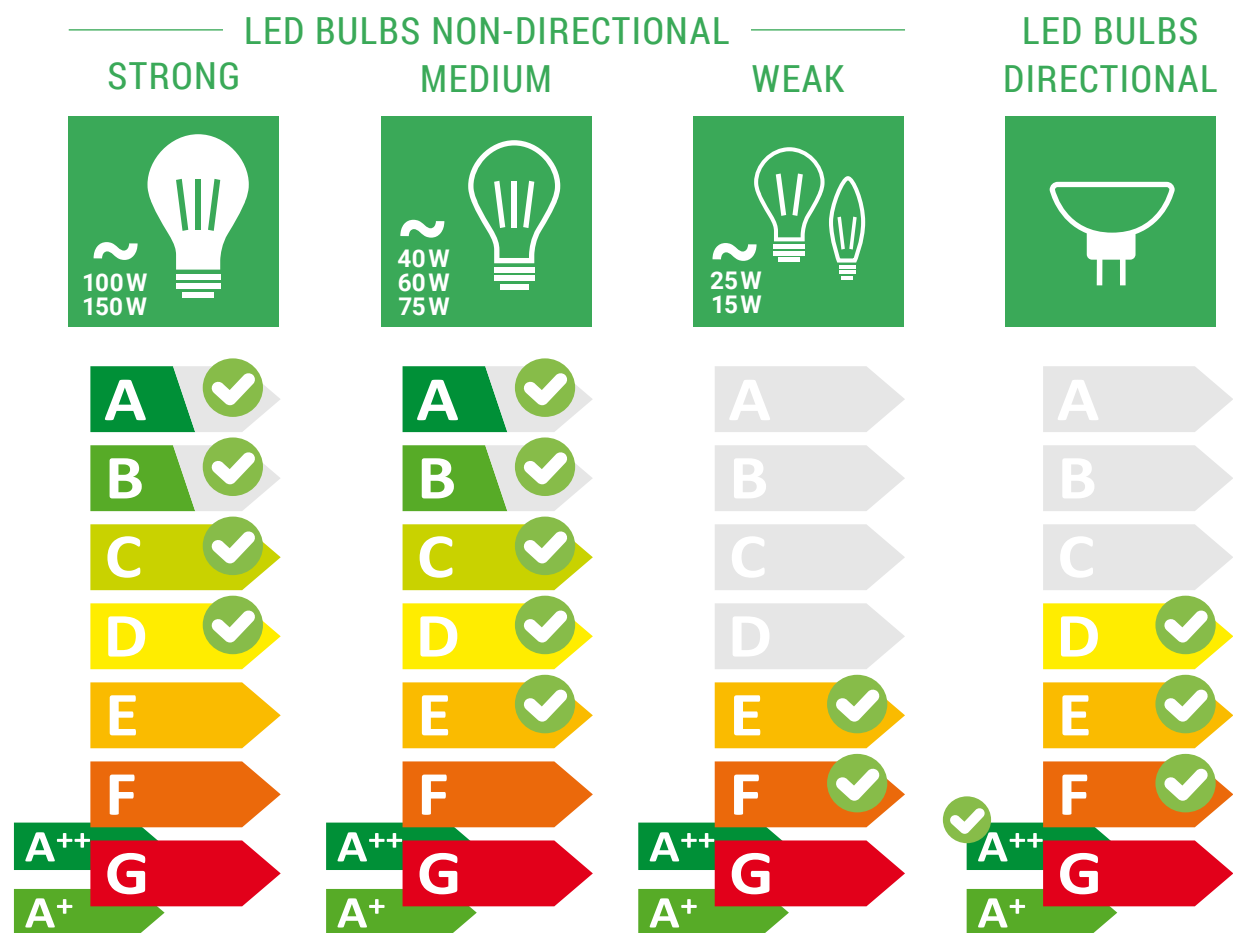 LED BULBS NON-DIRECTIONAL
STRONG
MEDIUM
WEAK
LED BULBS
DIRECTIONAL
~
100W
150W
~
40W
60W
75W
~
25W
15W
A
B
C
D
E
F
A++
G
A+
A
B
C
D
E
F
A++
G
A+
A
B
C
D
E
F
A++
G
A+
A
B
C
D
E
F
A++
G
A+